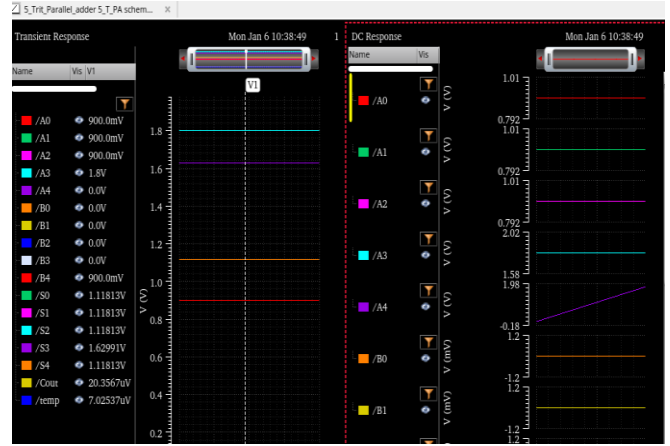 5_Trit_Parallel_adder 5_T_PA schem... X
Transient Response Mon Jan 6 10:38:49 1
Name Vis V1
/A0 900.0mV
/A1 900.0mV
/A2 900.0mV
/A3 1.8V
/A4 0.0V
/B0 0.0V
/B1 0.0V
/B2 0.0V
/B3 0.0V
/B4 900.0mV
/S0 1.11813V
/S1 1.11813V
/S2 1.11813V
/S3 1.62991V
/S4 1.11813V
/Cout 20.3567uV
/temp 7.02537uV
V1
V (V)
1.8
1.6
1.4
1.2
1.0
0.8
0.6
0.4
0.2
DC Response Mon Jan 6 10:38:49
Name Vis
/A0
V (V)
1.01
0.792
/A1
V (V)
1.01
0.792
/A2
V (V)
1.01
0.792
/A3
V (V)
2.02
1.58
/A4
V (V)
1.98
-0.18
/B0
V (mV)
1.2
-1.2
/B1
V (mV)
1.2
-1.2
1.2